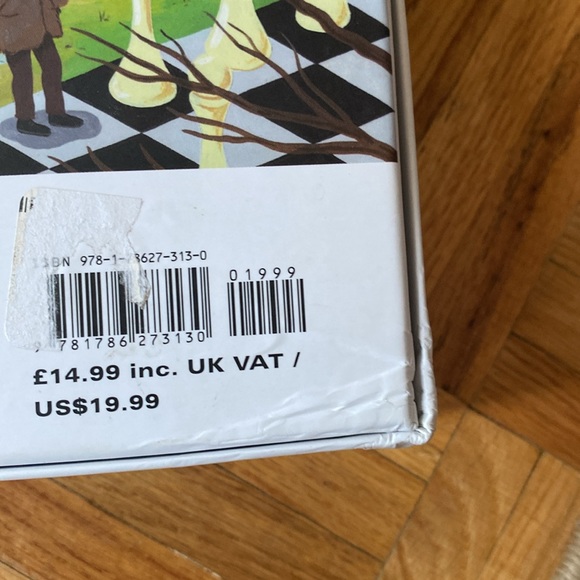 ISBN 978-1-78627-313-0
01999
9 781786 273130
£14.99 inc. UK VAT /
US$19.99